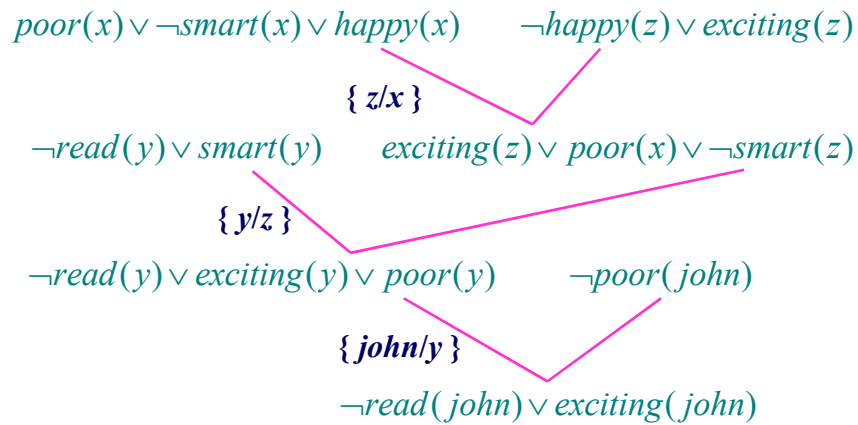 poor(x)∨¬smart(x)∨happy(x) ¬happy(z)∨exciting(z)
{ z/x }
¬read(y)∨smart(y) exciting(z)∨poor(x)∨¬smart(z)
{ y/z }
¬read(y)∨exciting(y)∨poor(y) ¬poor(john)
{ john/y }
¬read(john)∨exciting(john)